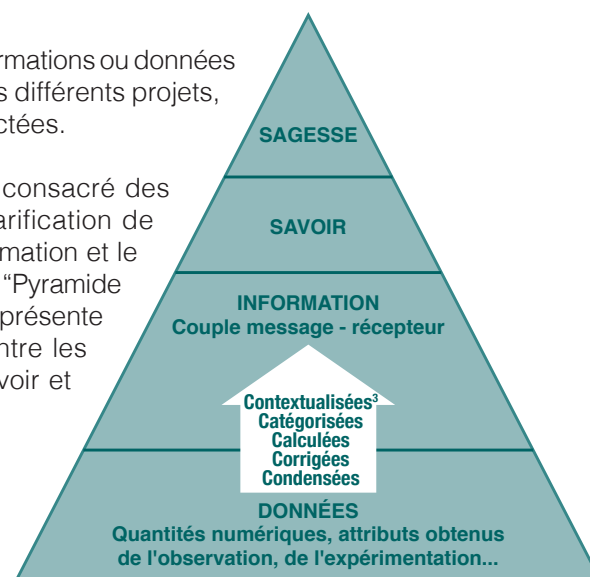 ormations ou données
s différents projets,
ctées.
consacré des
arification de
mation et le
“Pyramide
présente
ntre les
voir et
SAGESSE
SAVOIR
INFORMATION
Couple message - récepteur
Contextualisées³
Catégorisées
Calculées
Corrigées
Condensées
DONNÉES
Quantités numériques, attributs obtenus
de l'observation, de l'expérimentation...